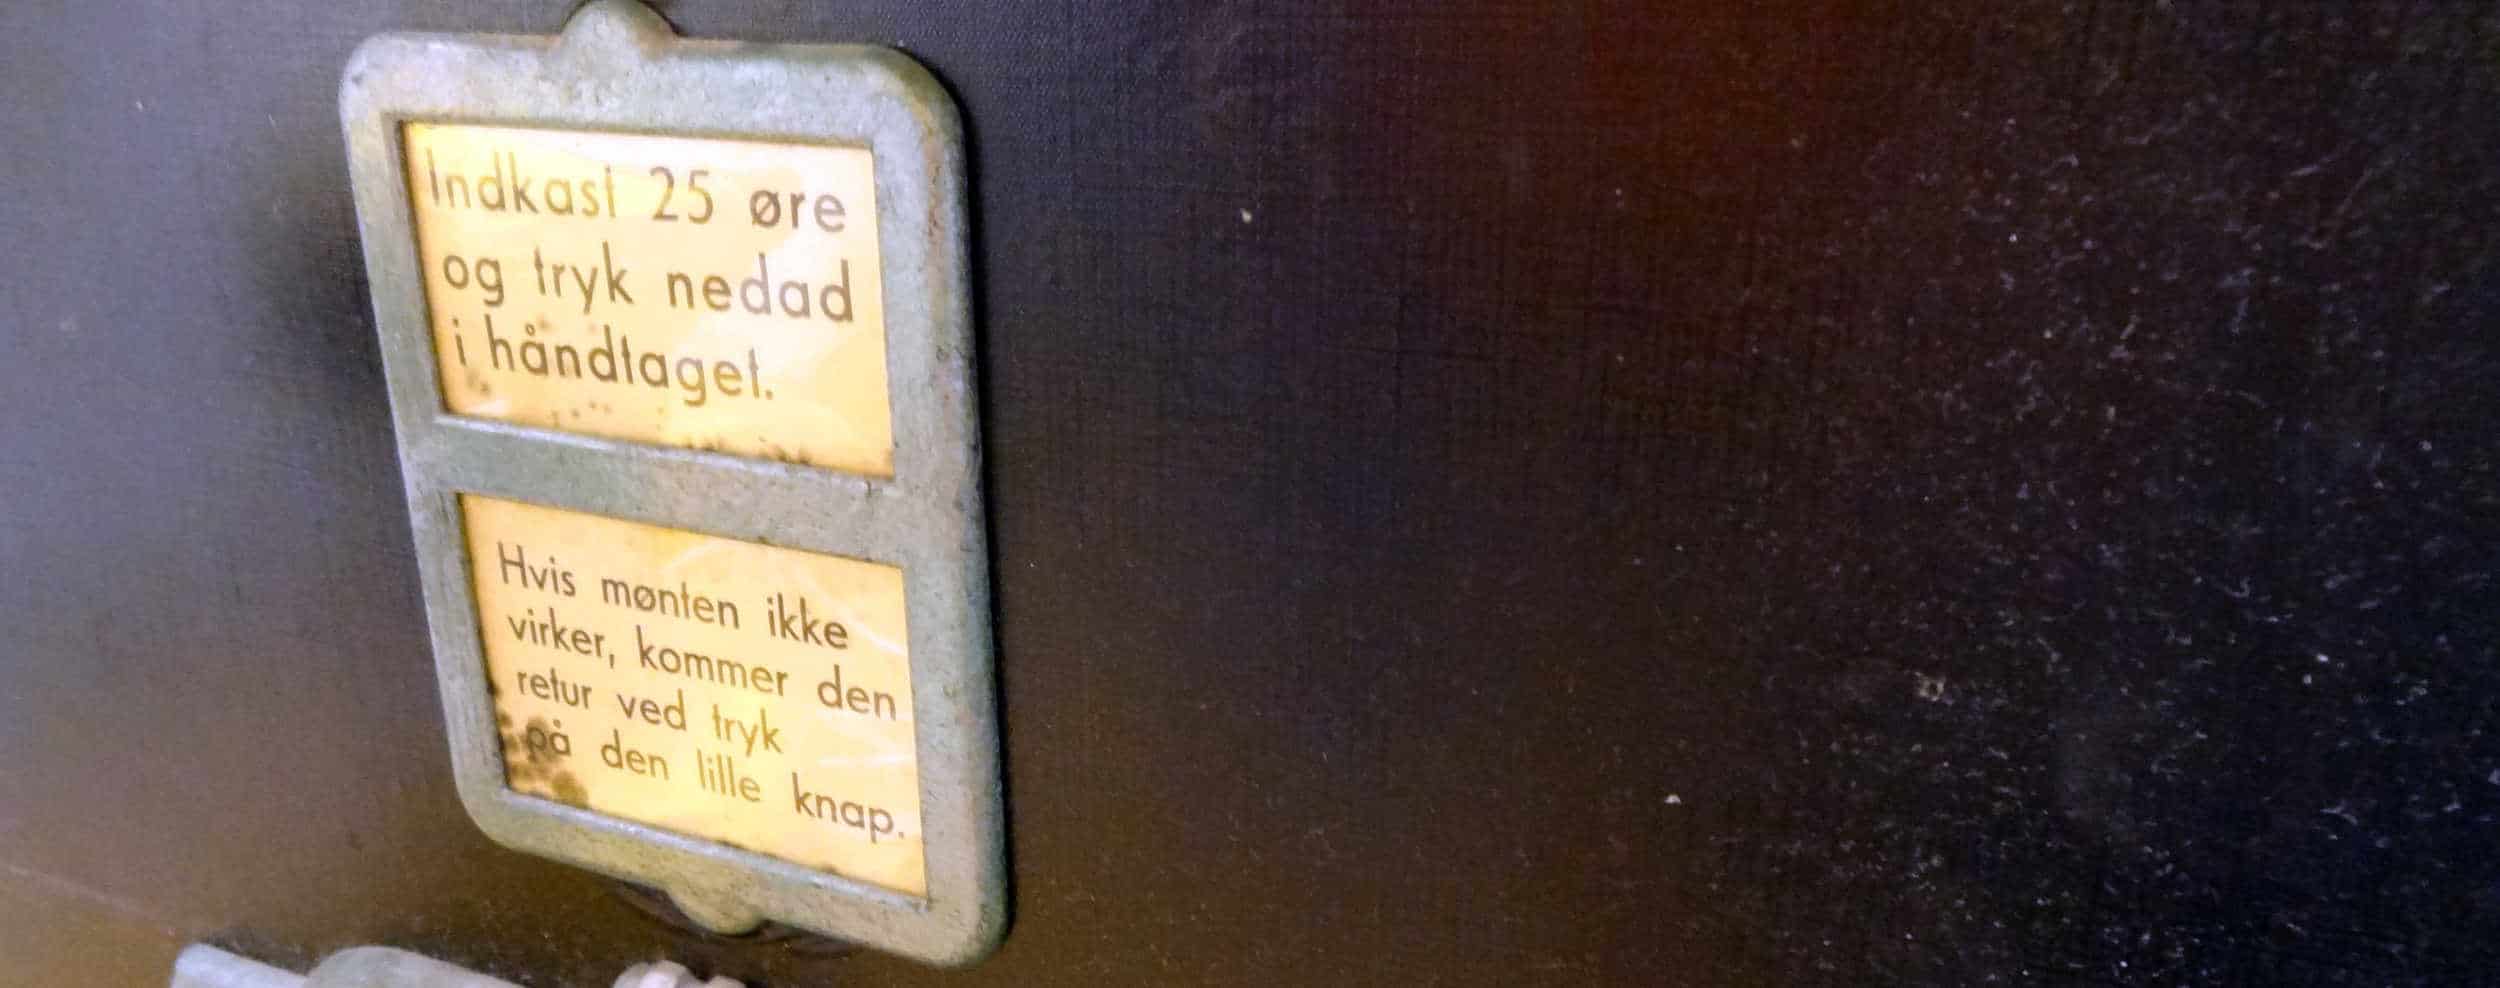 Indkast 25 øre
og tryk nedad
i håndtaget.
Hvis mønten ikke
virker, kommer den
retur ved tryk
på den lille knap.